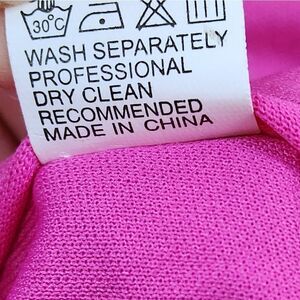 30°C
WASH SEPARATELY
PROFESSIONAL
DRY CLEAN
RECOMMENDED
MADE IN CHINA